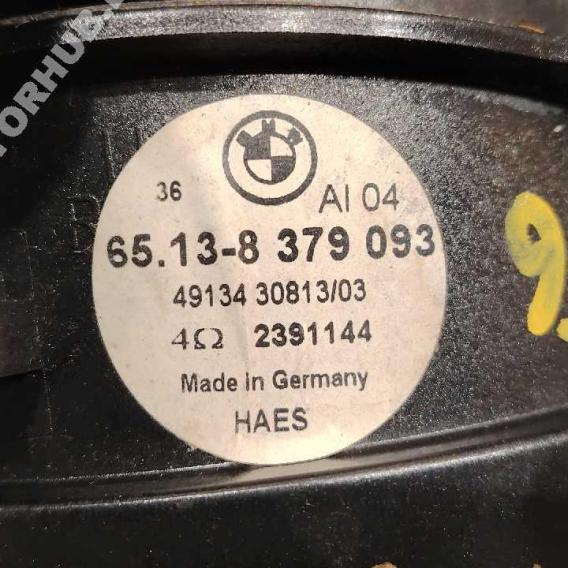 36
AI 04
65.13-8 379 093
49134 30813/03
4Ω 2391144
Made in Germany
HAES